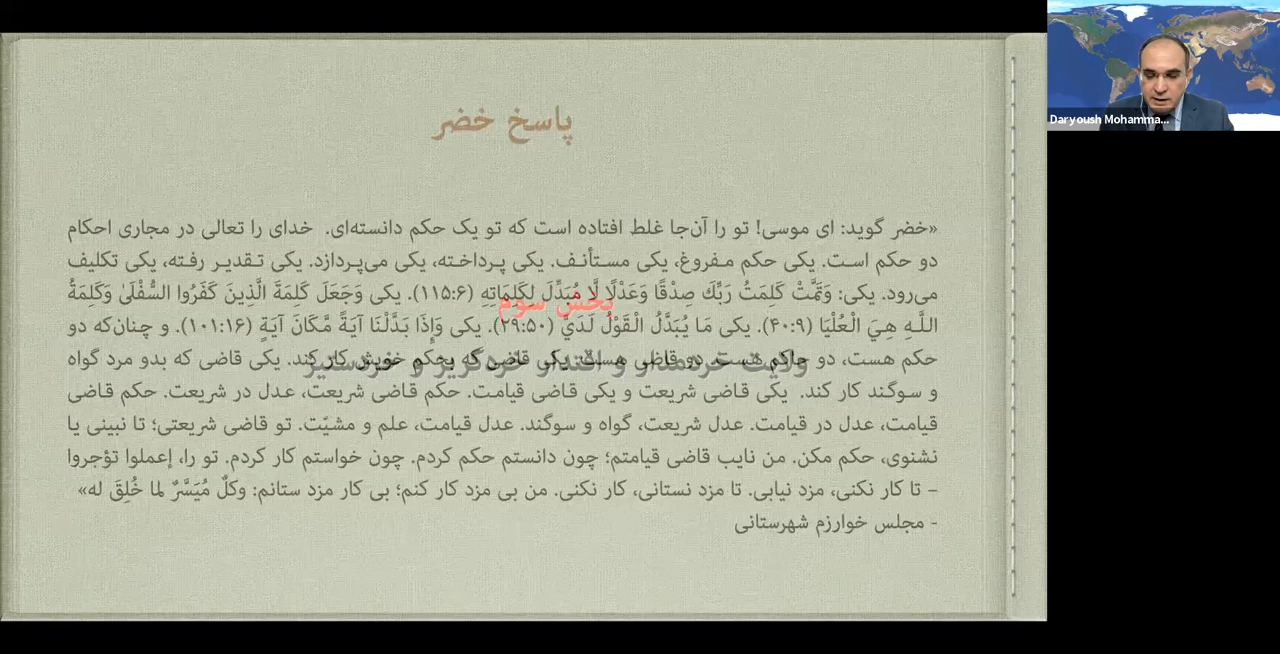 پاسخ خضر
«خضر گوید: ای موسی! تو را آن‌جا غلط افتاده است که تو یک حکم دانسته‌ای. خدای را تعالی در مجاری احکام
دو حکم است. یکی حکم مفروغ، یکی مستأنف. یکی پرداخته، یکی می‌پردازد. یکی تقدیر رفته، یکی تکلیف
می‌رود. یکی: وَتَمَّتْ كَلِمَتُ رَبِّكَ صِدْقًا وَعَدْلًا لَّا مُبَدِّلَ لِكَلِمَاتِهِ (۱۱۵:۶). یکی وَجَعَلَ كَلِمَةَ الَّذِينَ كَفَرُوا السُّفْلَىٰ وَكَلِمَةُ
بخش سوم
اللَّـهِ هِيَ الْعُلْيَا (۴۰:۹). یکی مَا يُبَدَّلُ الْقَوْلُ لَدَيَّ (۲۹:۵۰). یکی وَإِذَا بَدَّلْنَا آيَةً مَّكَانَ آيَةٍ (۱۰۱:۱۶). و چنان‌که دو
حکم هست، دو حاکم هست، دو قاضی هست. یکی قاضی که بحکم خویش کار کند. یکی قاضی که بدو مرد گواه
ولایت خردمدار و اقتدار خردگریز و خردستیز
و سوگند کار کند. یکی قاضی شریعت و یکی قاضی قیامت. حکم قاضی شریعت، عدل در شریعت. حکم قاضی
قیامت، عدل در قیامت. عدل شریعت، گواه و سوگند. عدل قیامت، علم و مشیّت. تو قاضی شریعتی؛ تا نبینی یا
نشنوی، حکم مکن. من نایب قاضی قیامتم؛ چون دانستم حکم کردم. چون خواستم کار کردم. تو را، إعملوا تؤجروا
– تا کار نکنی، مزد نیابی. تا مزد نستانی، کار نکنی. من بی مزد کار کنم؛ بی کار مزد ستانم: وكلٌ مُيَسَّرٌ لما خُلِقَ له»
- مجلس خوارزم شهرستانی
Daryoush Mohamma...